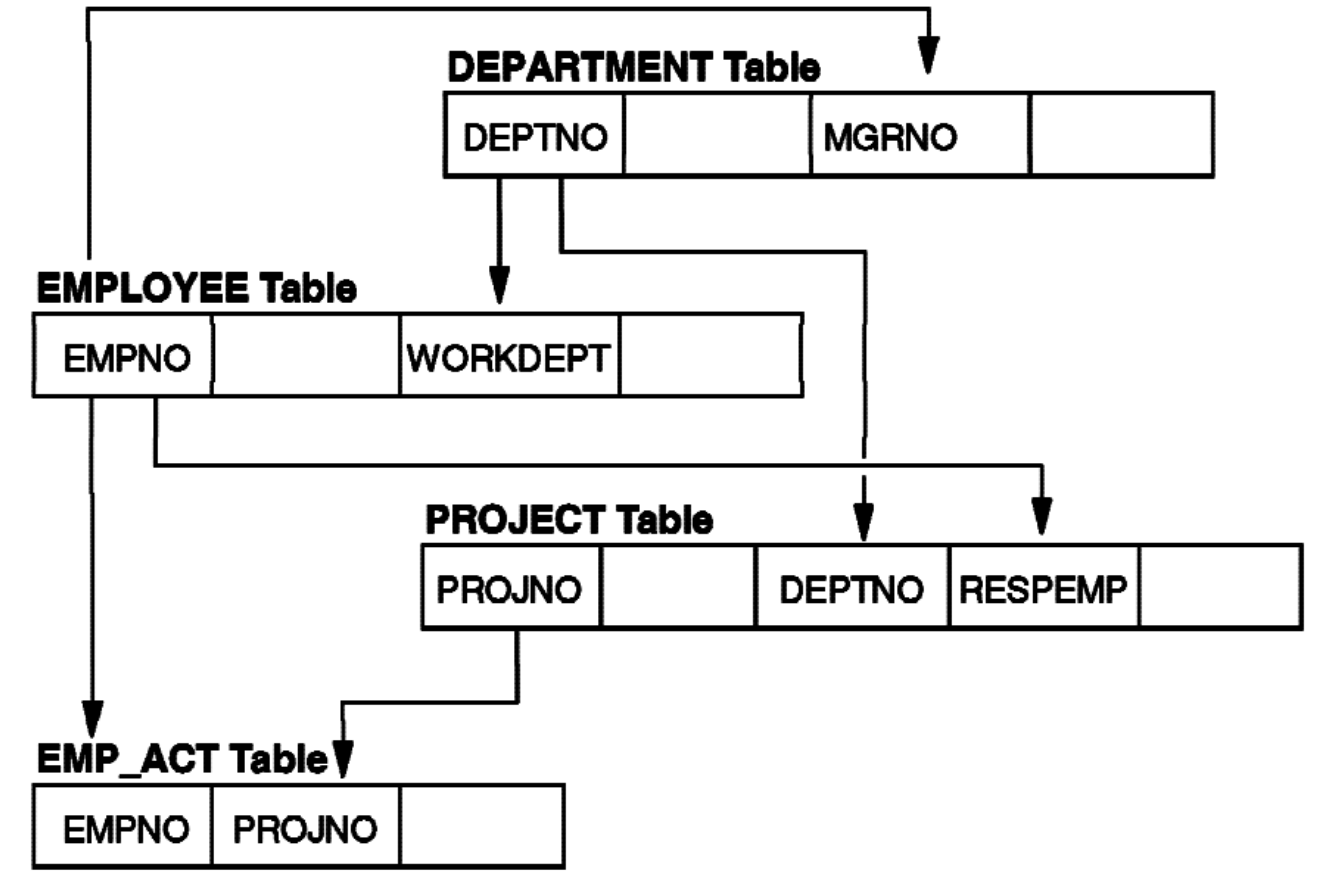 DEPARTMENT Table
DEPTNO MGRNO
EMPLOYEE Table
EMPNO WORKDEPT
PROJECT Table
PROJNO DEPTNO RESPEMP
EMP_ACT Table
EMPNO PROJNO